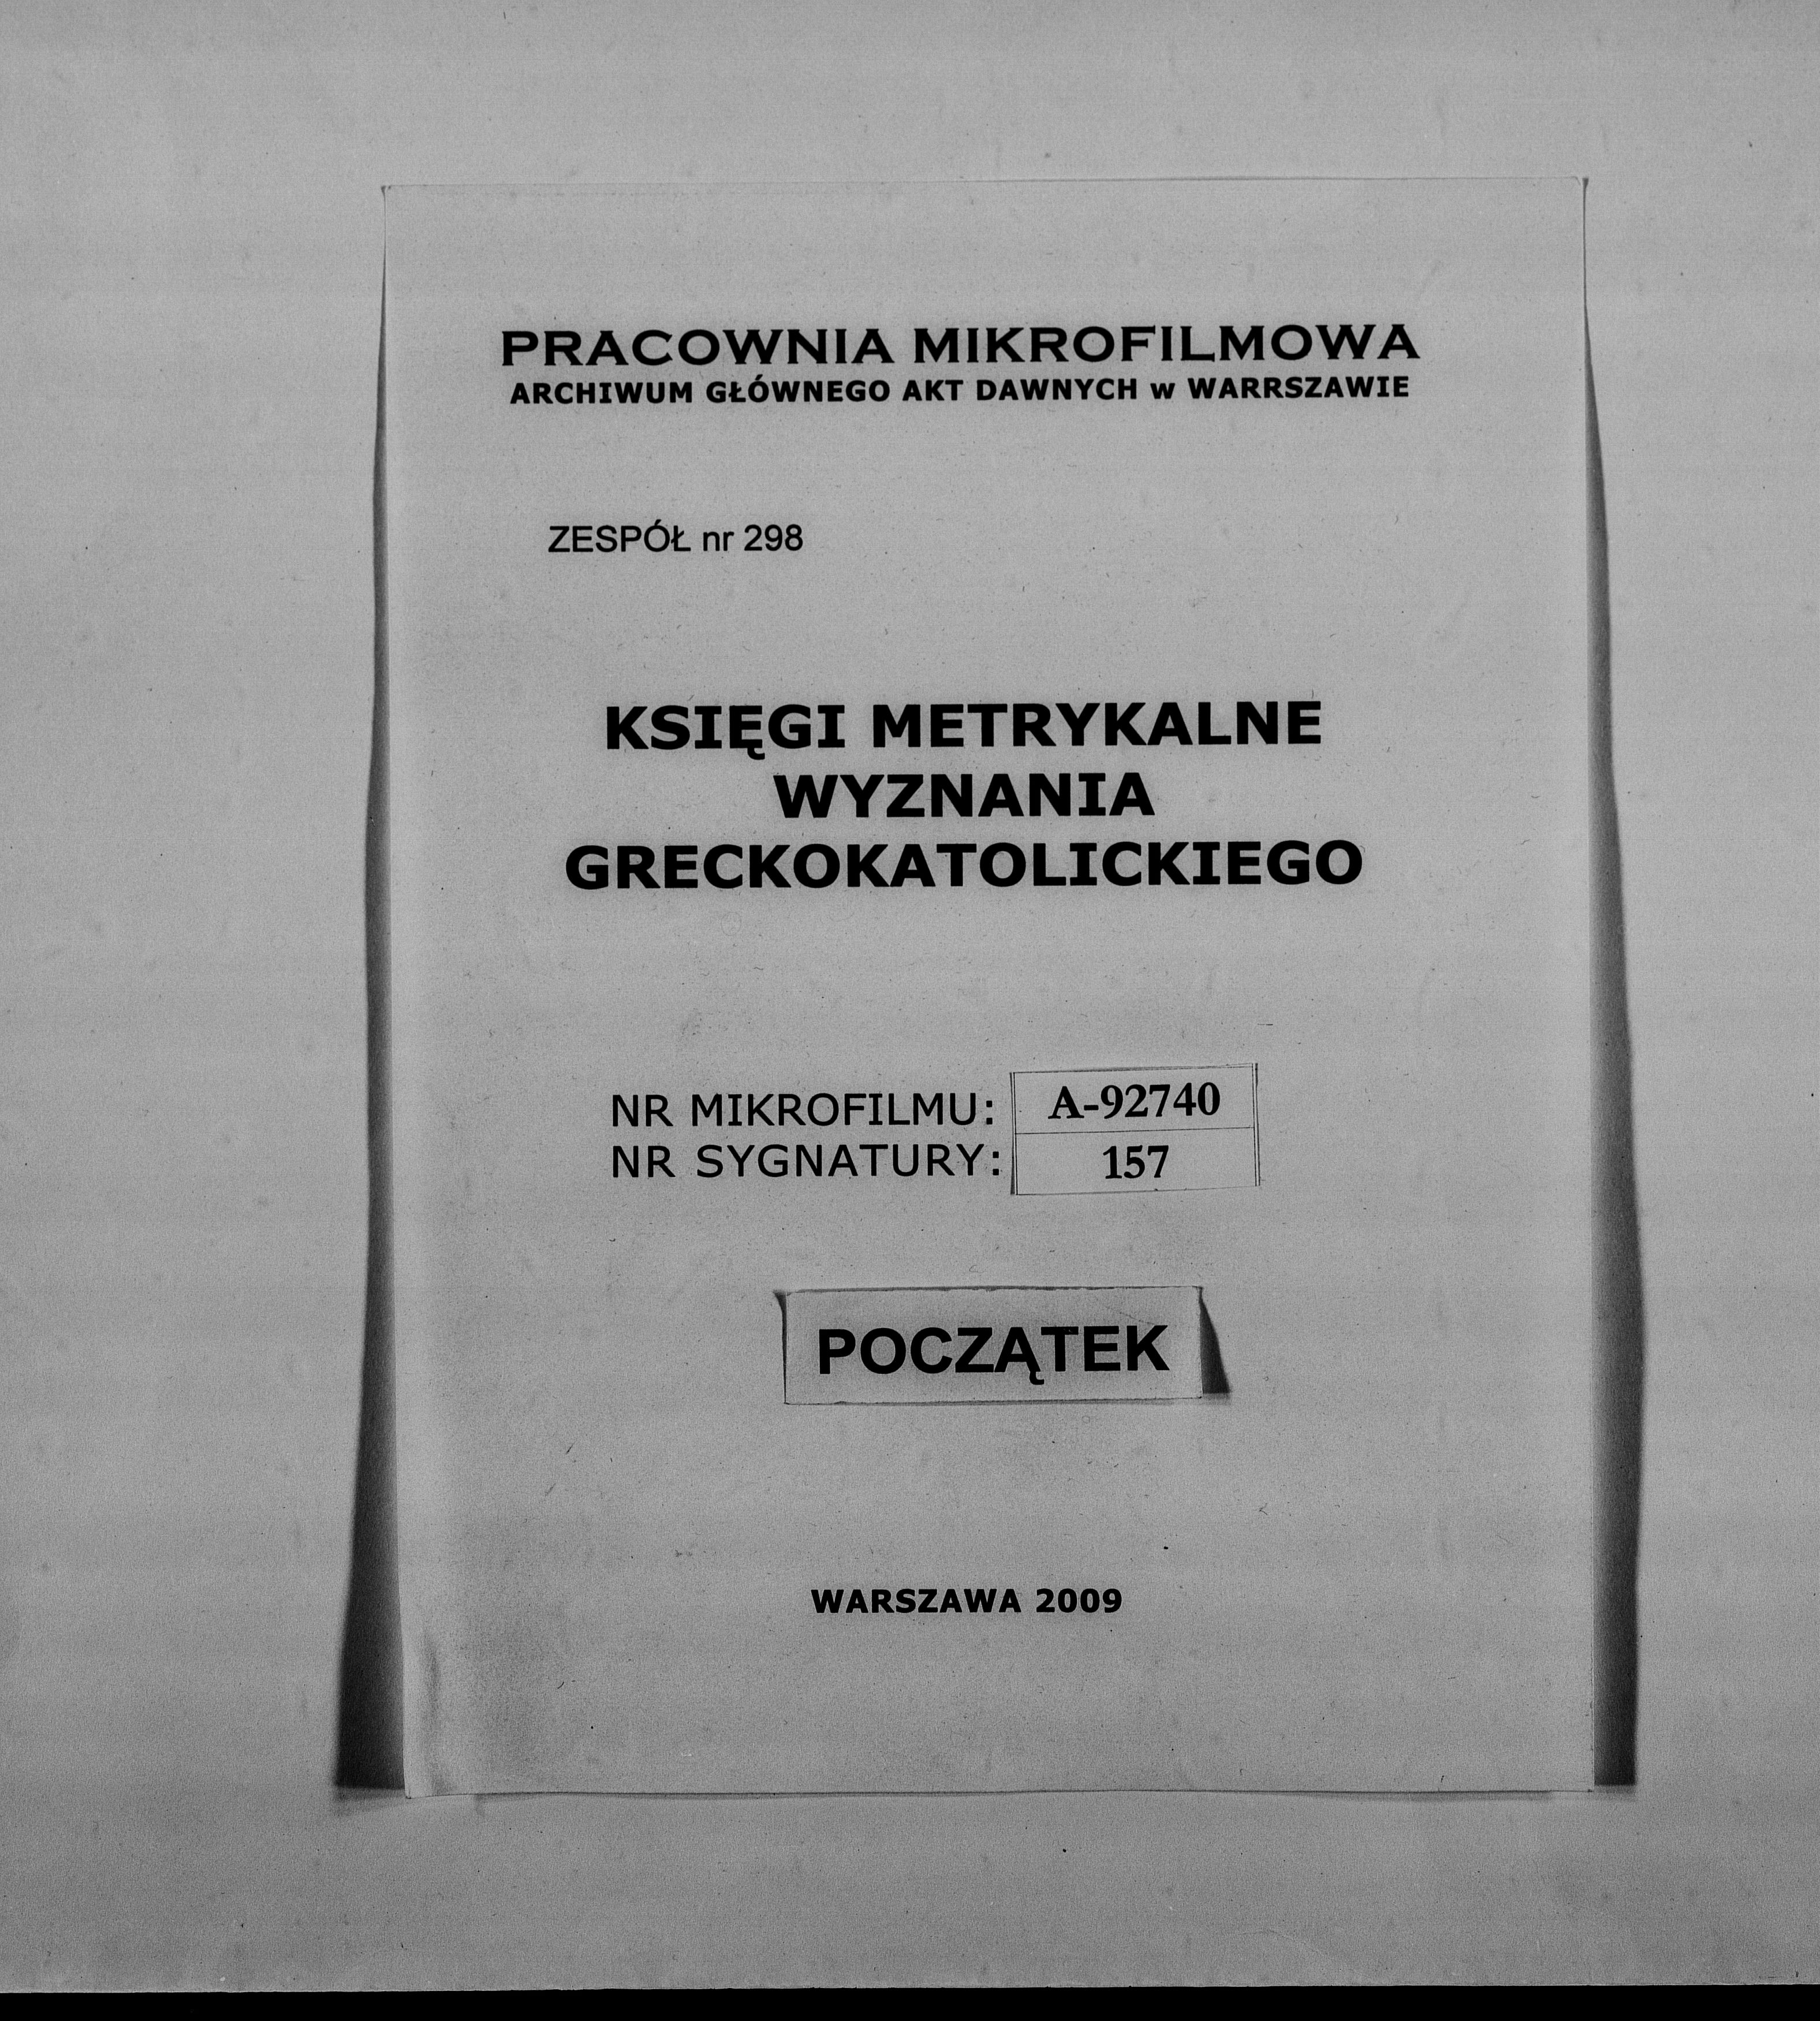 PRACOWNIA MIKROFILMOWA
ARCHIWUM GŁÓWNEGO AKT DAWNYCH w WARRSZAWIE
ZESPÓŁ nr 298
KSIĘGI METRYKALNE
WYZNANIA
GRECKOKATOLICKIEGO
NR MIKROFILMU: A-92740
NR SYGNATURY: 157
POCZĄTEK
WARSZAWA 2009